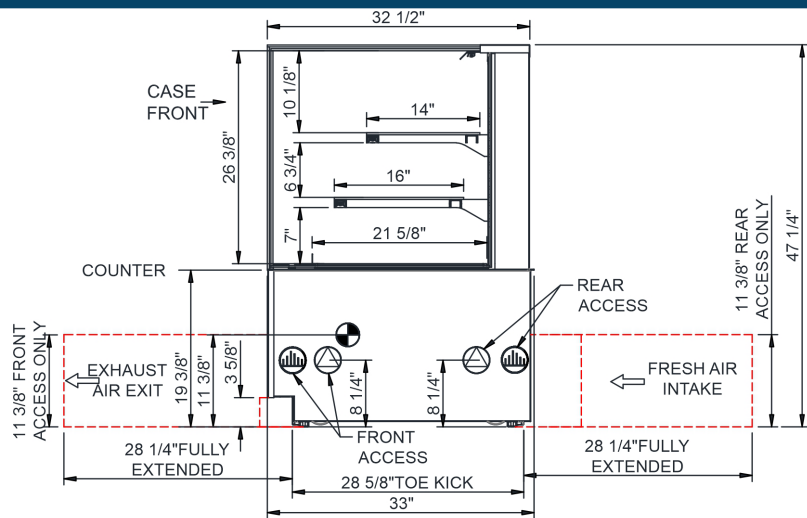 32 1/2"
CASE
FRONT
10 1/8"
14"
26 3/8"
6 3/4"
16"
7"
21 5/8"
47 1/4"
11 3/8" REAR
ACCESS ONLY
COUNTER
REAR
ACCESS
11 3/8" FRONT
ACCESS ONLY
EXHAUST
AIR EXIT
19 3/8"
11 3/8"
3 5/8"
8 1/4"
8 1/4"
FRESH AIR
INTAKE
FRONT
ACCESS
28 1/4"FULLY
EXTENDED
28 1/4"FULLY
EXTENDED
28 5/8"TOE KICK
33"